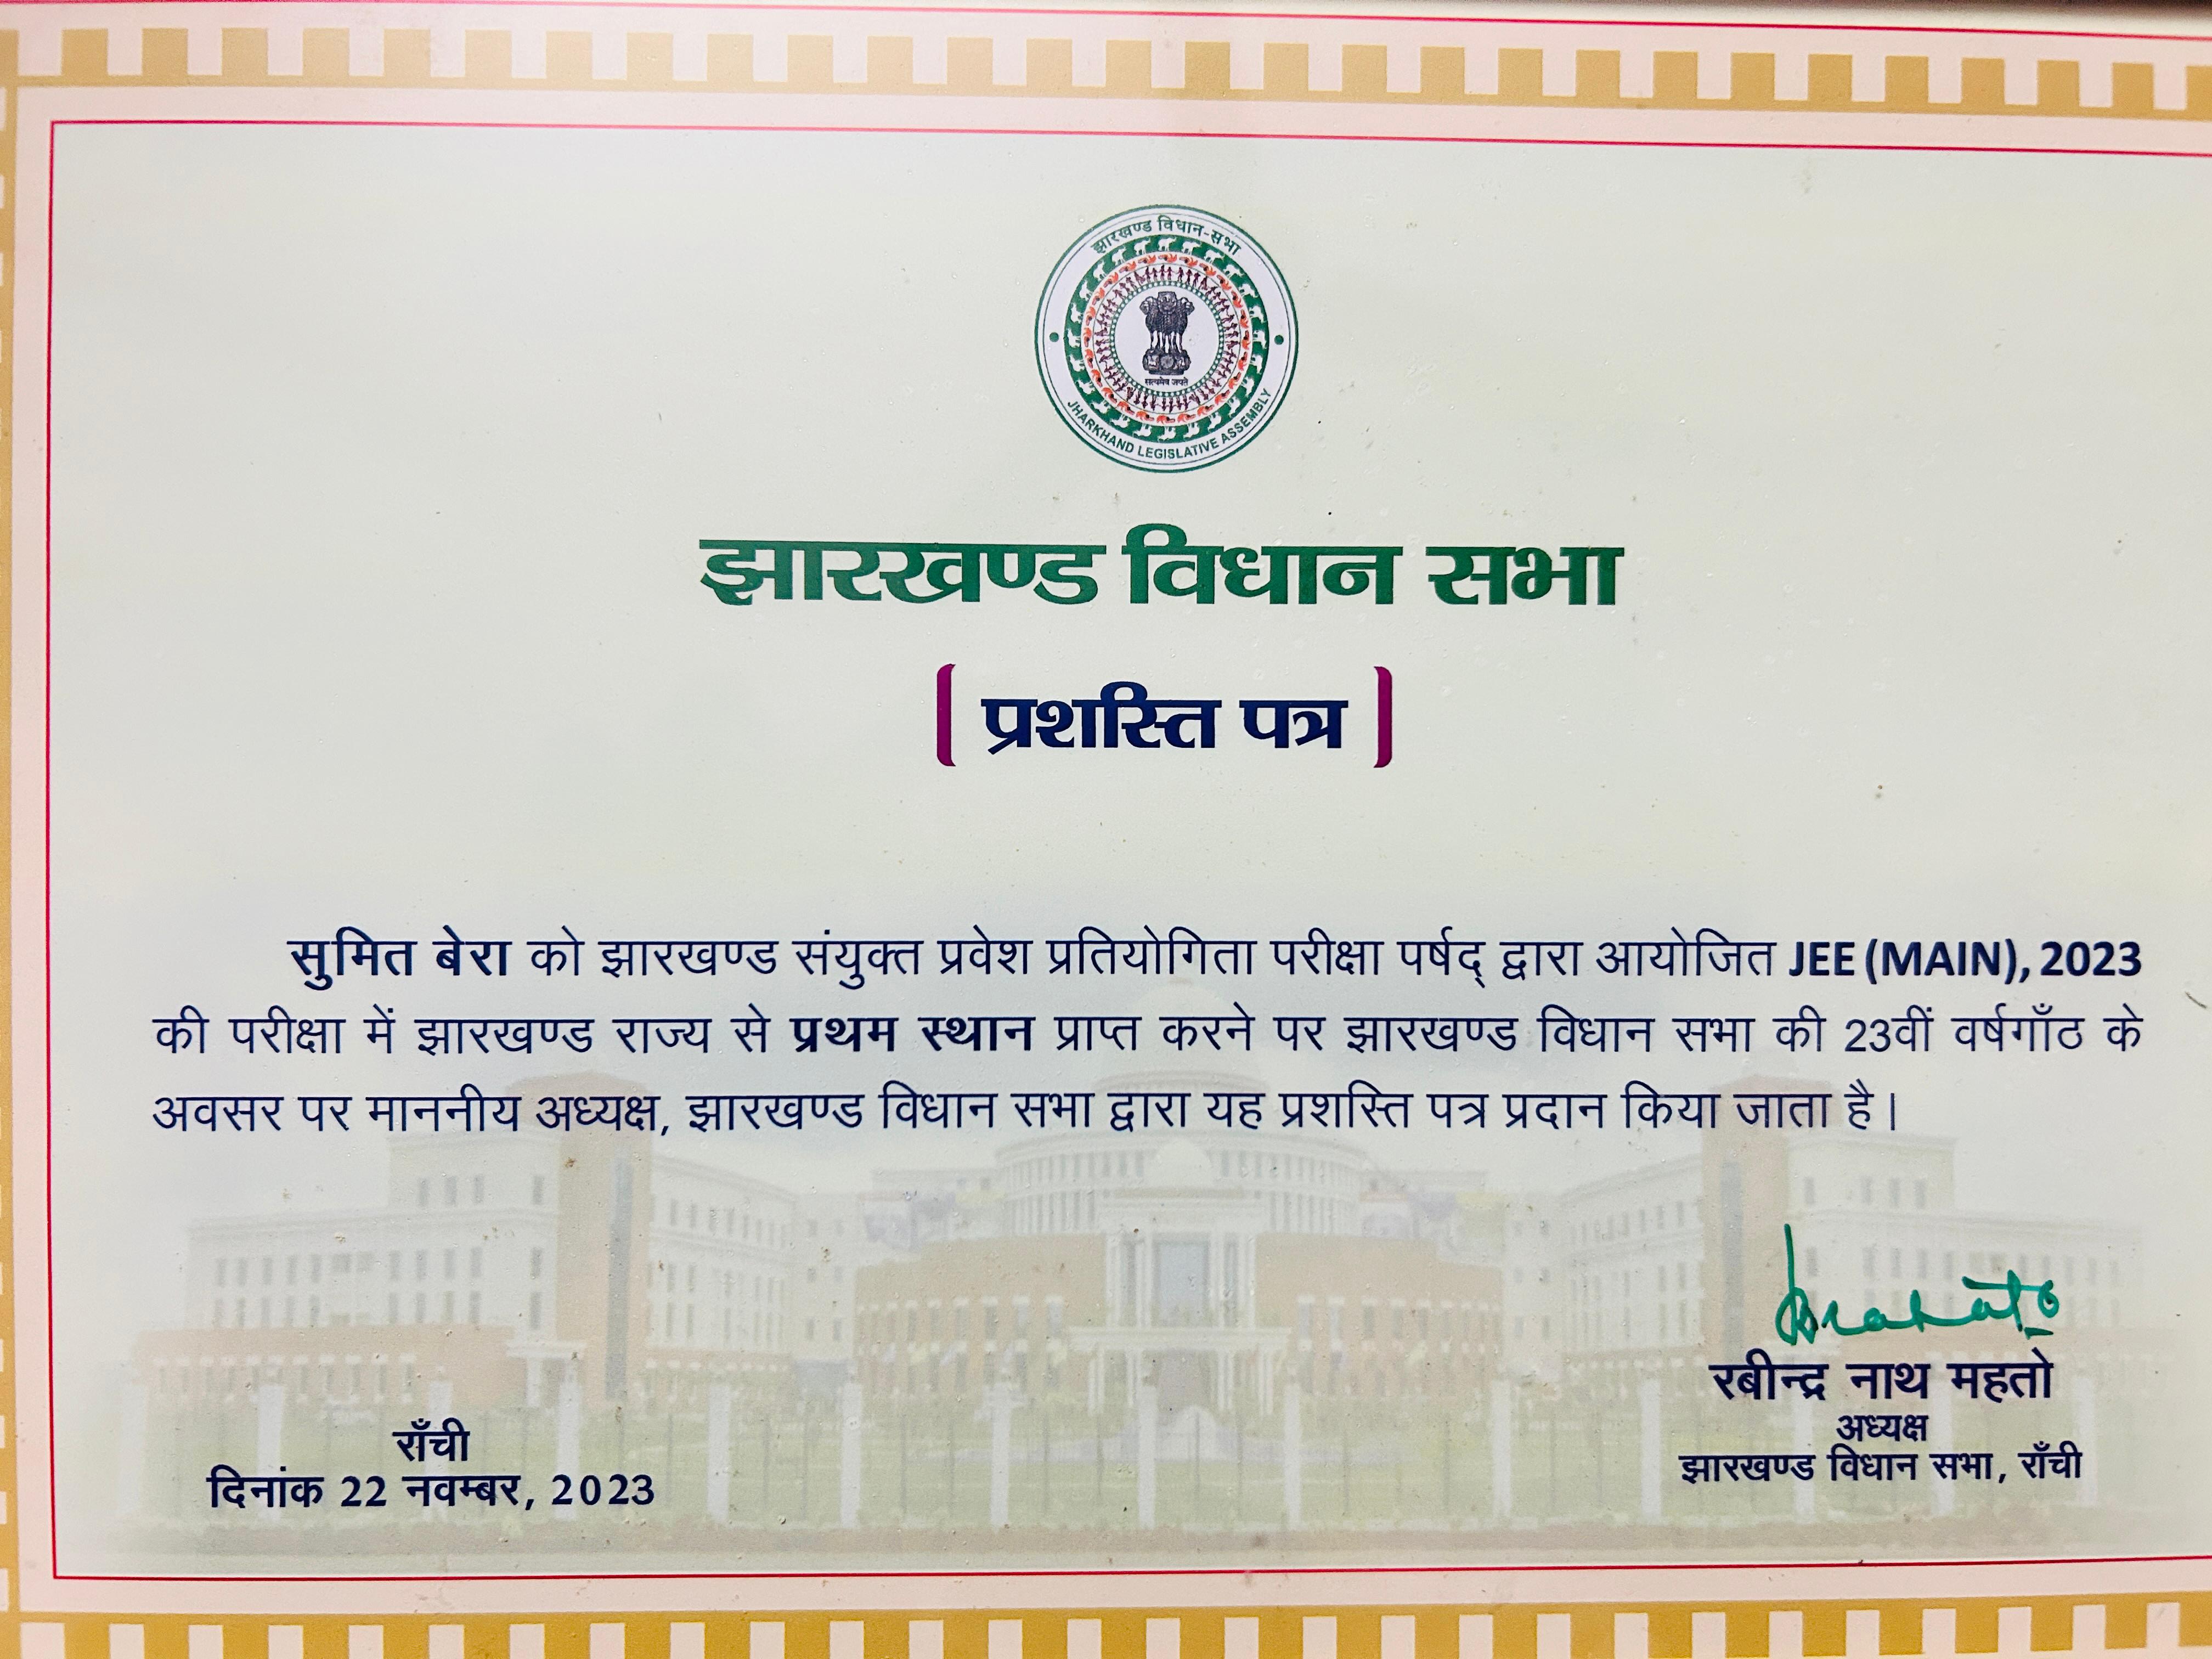 झारखण्ड विधान-सभा
सत्यमेव जयते
JHARKHAND LEGISLATIVE ASSEMBLY
झारखण्ड विधान सभा
[ प्रशस्ति पत्र ]
सुमित बेरा को झारखण्ड संयुक्त प्रवेश प्रतियोगिता परीक्षा पर्षद् द्वारा आयोजित JEE (MAIN), 2023
की परीक्षा में झारखण्ड राज्य से प्रथम स्थान प्राप्त करने पर झारखण्ड विधान सभा की 23वीं वर्षगाँठ के
अवसर पर माननीय अध्यक्ष, झारखण्ड विधान सभा द्वारा यह प्रशस्ति पत्र प्रदान किया जाता है।
रबीन्द्र नाथ महतो
अध्यक्ष
झारखण्ड विधान सभा, राँची
राँची
दिनांक 22 नवम्बर, 2023